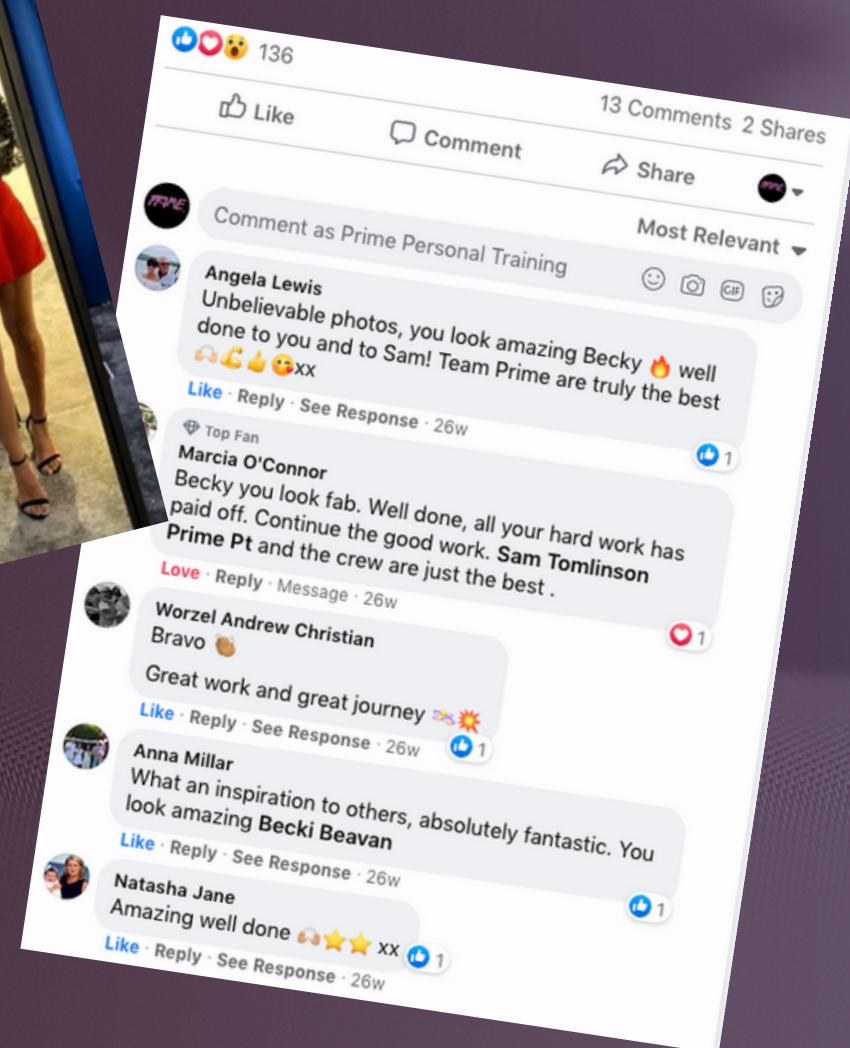 136
13 Comments 2 Shares
Like Comment Share
Most Relevant
Comment as Prime Personal Training
GIF
Angela Lewis
Unbelievable photos, you look amazing Becky 🔥 well
done to you and to Sam! Team Prime are truly the best
🙌🏼💪👍😘xx
Like · Reply · See Response · 26w
1
Top Fan
Marcia O'Connor
Becky you look fab. Well done, all your hard work has
paid off. Continue the good work. Sam Tomlinson
Prime Pt and the crew are just the best .
Love · Reply · Message · 26w
1
Worzel Andrew Christian
Bravo 👏🏽
Great work and great journey 💥
Like · Reply · See Response · 26w
1
Anna Millar
What an inspiration to others, absolutely fantastic. You
look amazing Becki Beavan
Like · Reply · See Response · 26w
1
Natasha Jane
Amazing well done 🙌🏼⭐⭐ xx
1
Like · Reply · See Response · 26w